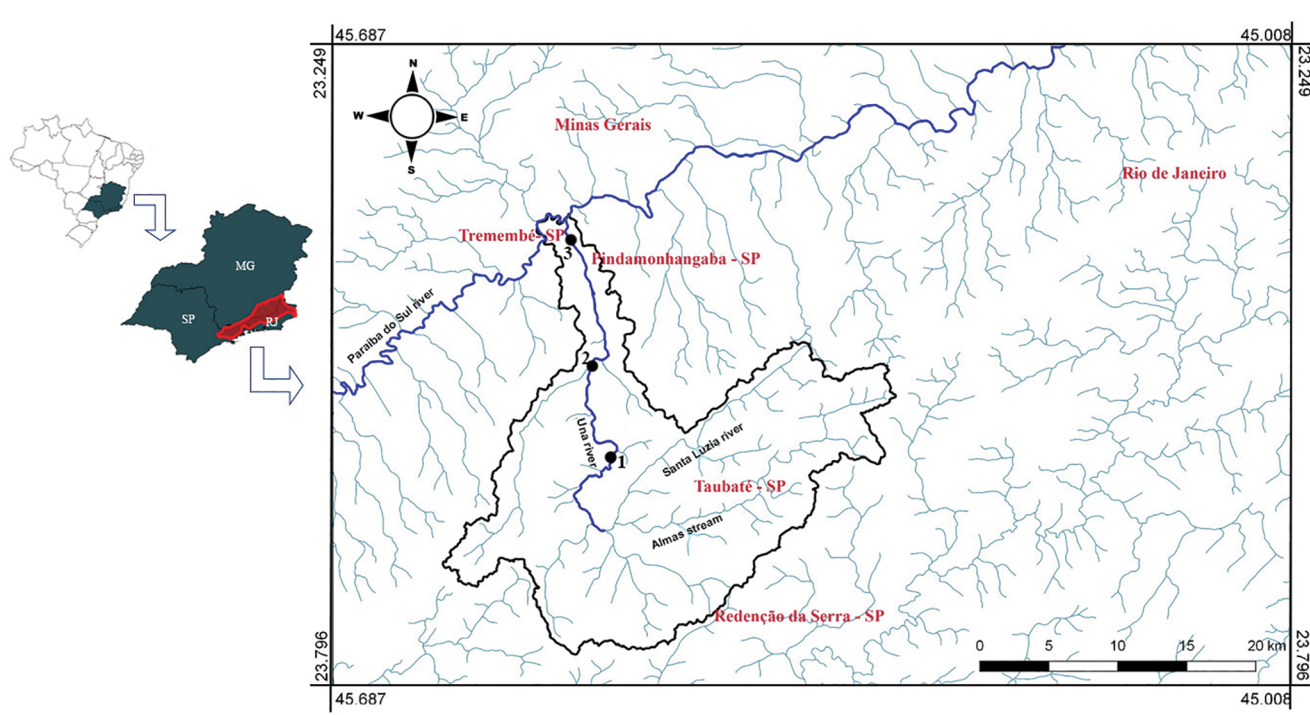 45.687
45.008
23.249
23.249
N
W
E
S
Minas Gerais
Rio de Janeiro
Tremembé- SP
3
Pindamonhangaba - SP
MG
SP
RJ
Paraíba do Sul river
2
Una river
1
Santa Luzia river
Taubaté - SP
Almas stream
Redenção da Serra - SP
0
5
10
15
20 km
23.796
23.796
45.687
45.008